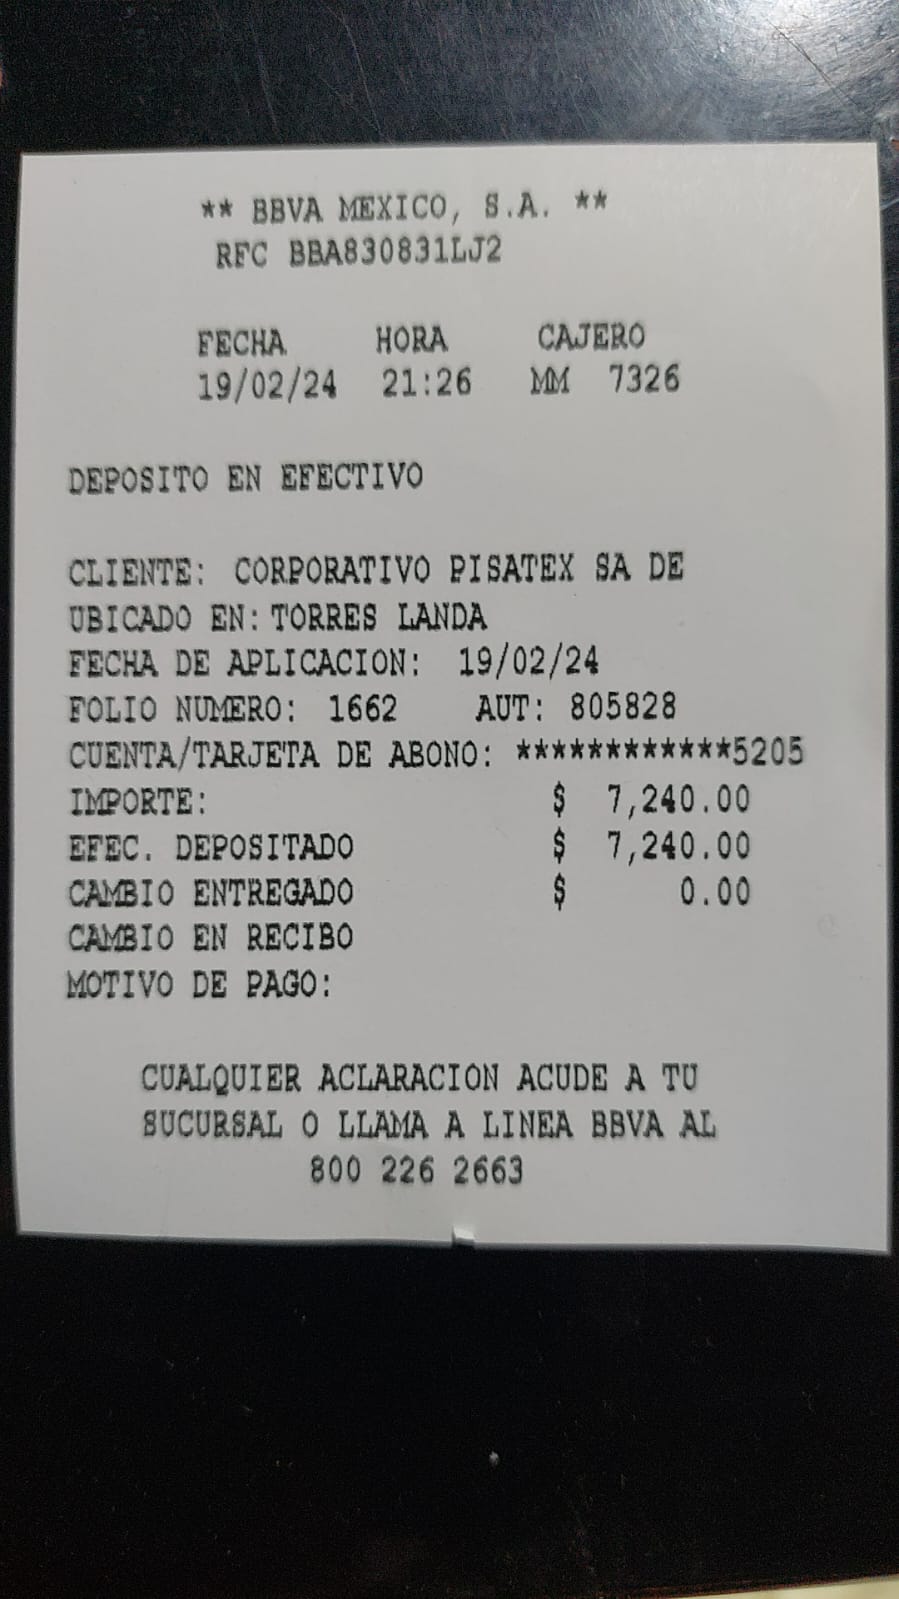 ** BBVA MEXICO, S.A. **
RFC BBA830831LJ2
FECHA HORA CAJERO
19/02/24 21:26 MM 7326
DEPOSITO EN EFECTIVO
CLIENTE: CORPORATIVO PISATEX SA DE
UBICADO EN: TORRES LANDA
FECHA DE APLICACION: 19/02/24
FOLIO NUMERO: 1662 AUT: 805828
CUENTA/TARJETA DE ABONO: ************5205
IMPORTE: $ 7,240.00
EFEC. DEPOSITADO $ 7,240.00
CAMBIO ENTREGADO $ 0.00
CAMBIO EN RECIBO
MOTIVO DE PAGO:
CUALQUIER ACLARACION ACUDE A TU
SUCURSAL O LLAMA A LINEA BBVA AL
800 226 2663